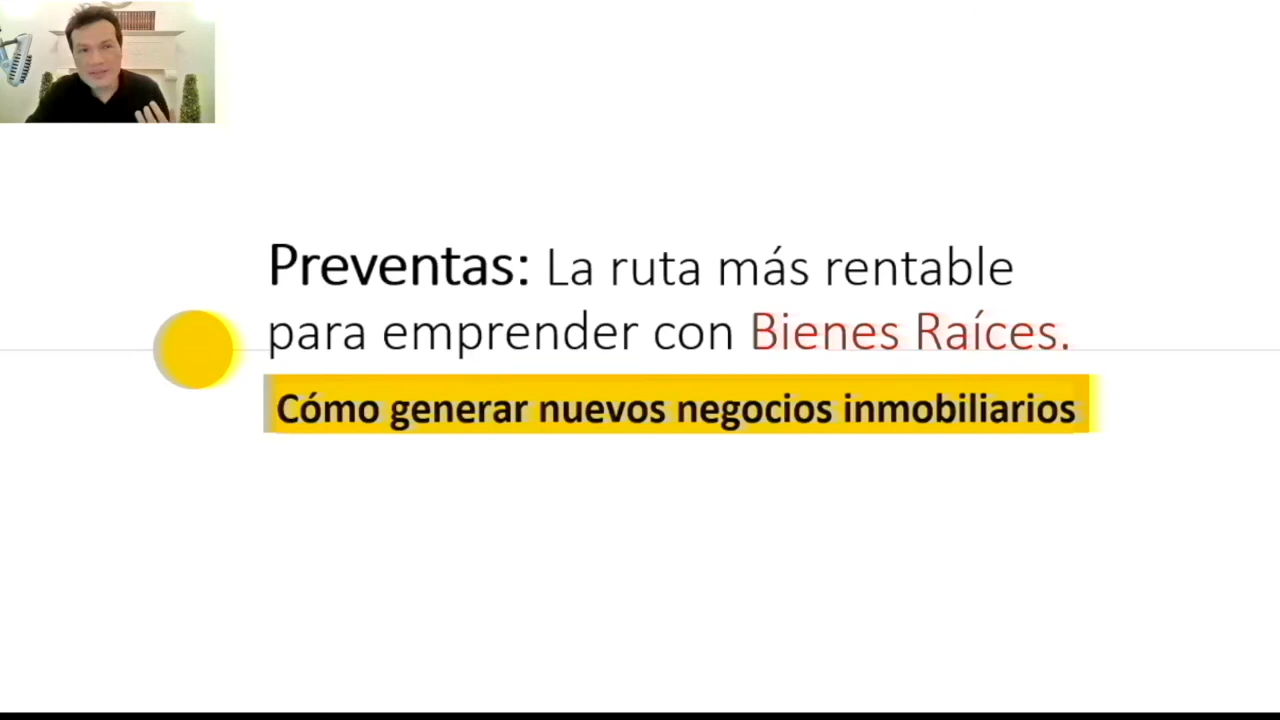 Preventas: La ruta más rentable
para emprender con Bienes Raíces.
Cómo generar nuevos negocios inmobiliarios